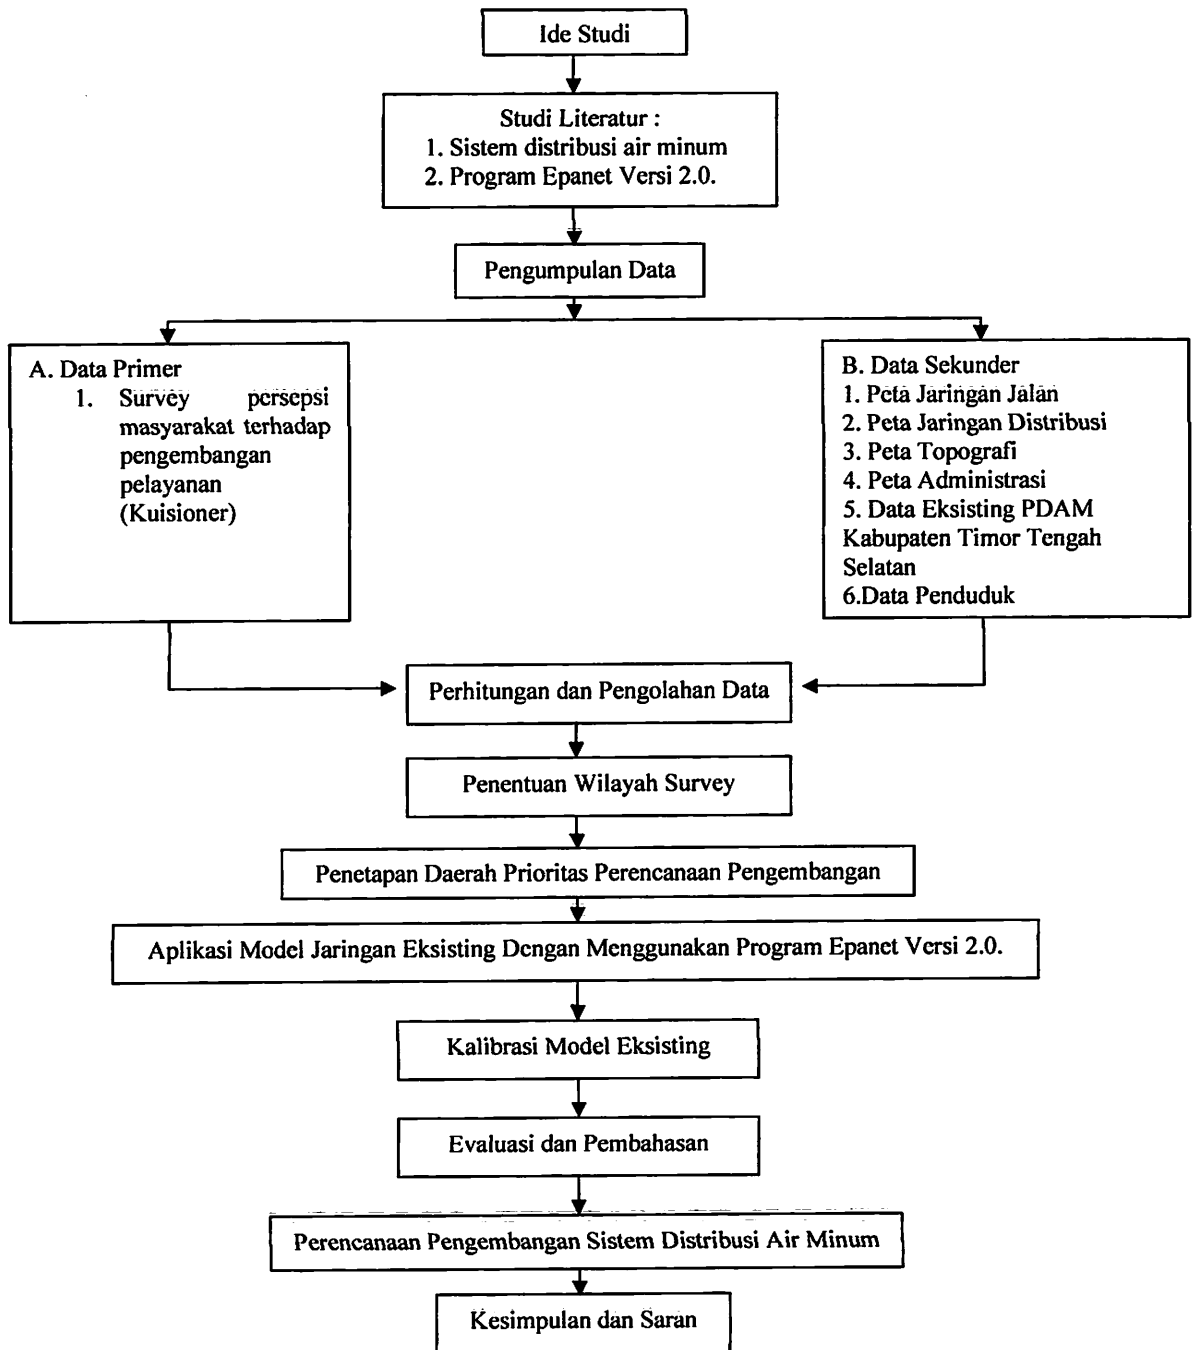 Ide Studi
Studi Literatur :
1. Sistem distribusi air minum
2. Program Epanet Versi 2.0.
Pengumpulan Data
A. Data Primer
1. Survey persepsi
masyarakat terhadap
pengembangan
pelayanan
(Kuisioner)
B. Data Sekunder
1. Peta Jaringan Jalan
2. Peta Jaringan Distribusi
3. Peta Topografi
4. Peta Administrasi
5. Data Eksisting PDAM
Kabupaten Timor Tengah
Selatan
6.Data Penduduk
Perhitungan dan Pengolahan Data
Penentuan Wilayah Survey
Penetapan Daerah Prioritas Perencanaan Pengembangan
Aplikasi Model Jaringan Eksisting Dengan Menggunakan Program Epanet Versi 2.0.
Kalibrasi Model Eksisting
Evaluasi dan Pembahasan
Perencanaan Pengembangan Sistem Distribusi Air Minum
Kesimpulan dan Saran